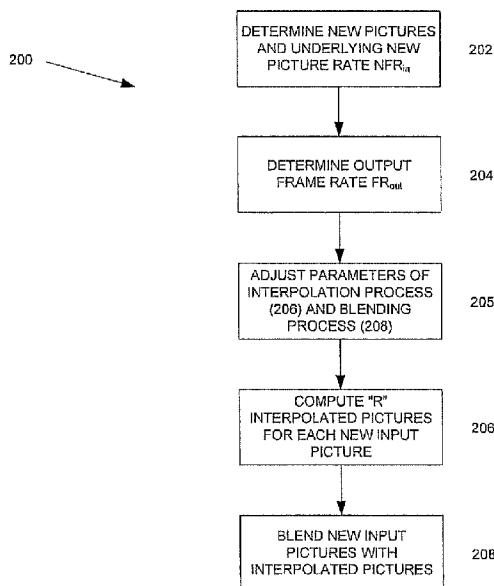 200
DETERMINE NEW PICTURES
AND UNDERLYING NEW
PICTURE RATE NFRin
202
DETERMINE OUTPUT
FRAME RATE FRout
204
ADJUST PARAMETERS OF
INTERPOLATION PROCESS
(206) AND BLENDING
PROCESS (208)
205
COMPUTE "R"
INTERPOLATED PICTURES
FOR EACH NEW INPUT
PICTURE
206
BLEND NEW INPUT
PICTURES WITH
INTERPOLATED PICTURES
208